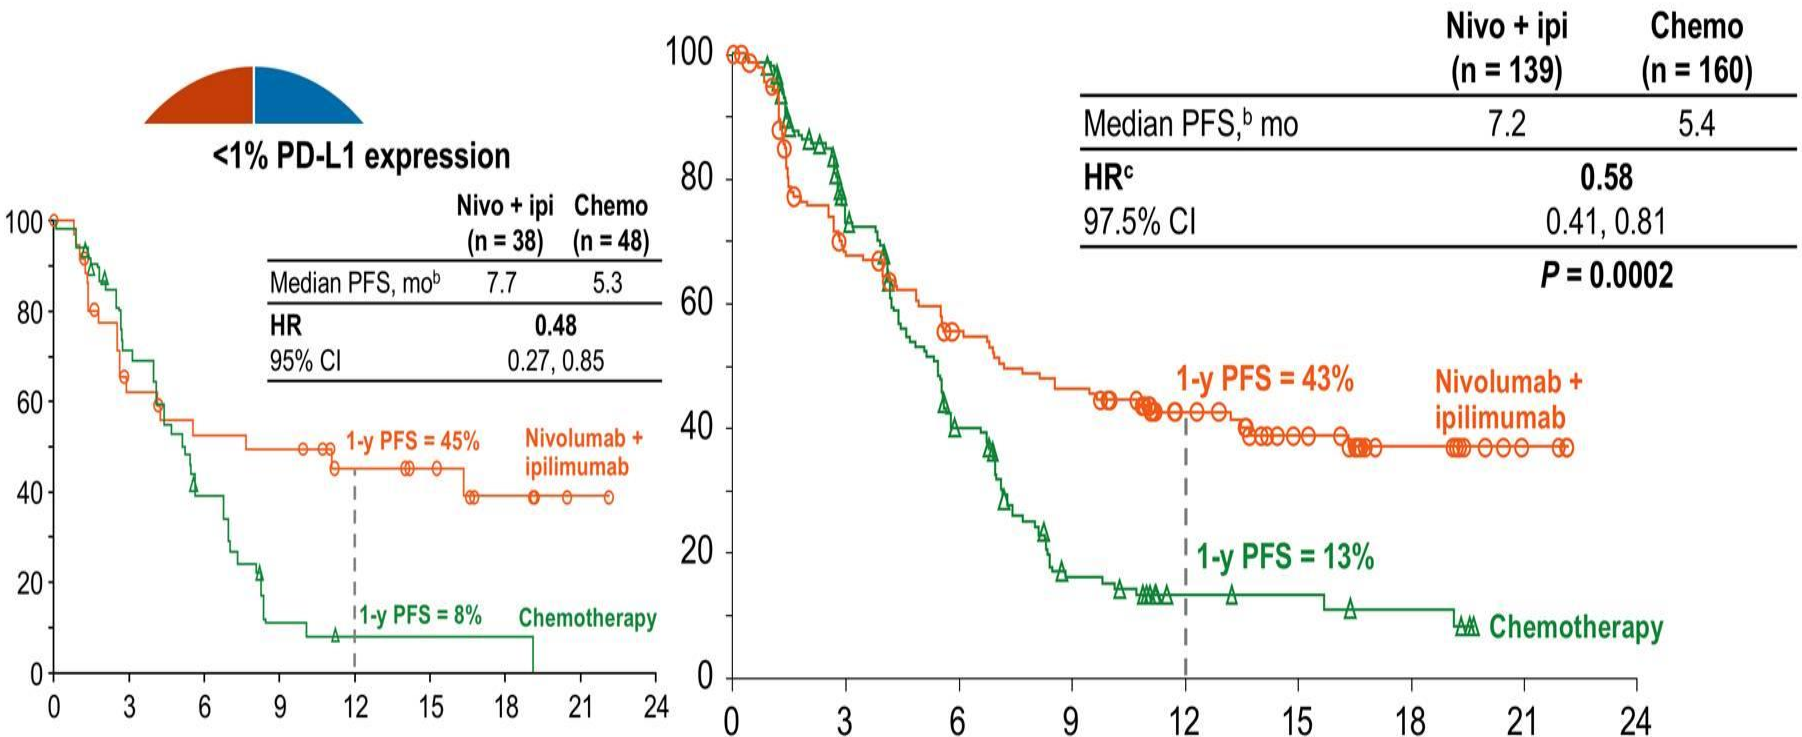 <1% PD-L1 expression
Nivo + ipi Chemo
(n = 38) (n = 48)
Median PFS, moᵇ 7.7 5.3
HR 0.48
95% CI 0.27, 0.85
100
80
60
40
20
0
1-y PFS = 45%
Nivolumab +
ipilimumab
1-y PFS = 8%
Chemotherapy
0 3 6 9 12 15 18 21 24
Nivo + ipi Chemo
(n = 139) (n = 160)
Median PFS,ᵇ mo 7.2 5.4
HRᶜ 0.58
97.5% CI 0.41, 0.81
P = 0.0002
100
80
60
40
20
0
1-y PFS = 43%
Nivolumab +
ipilimumab
1-y PFS = 13%
Chemotherapy
0 3 6 9 12 15 18 21 24